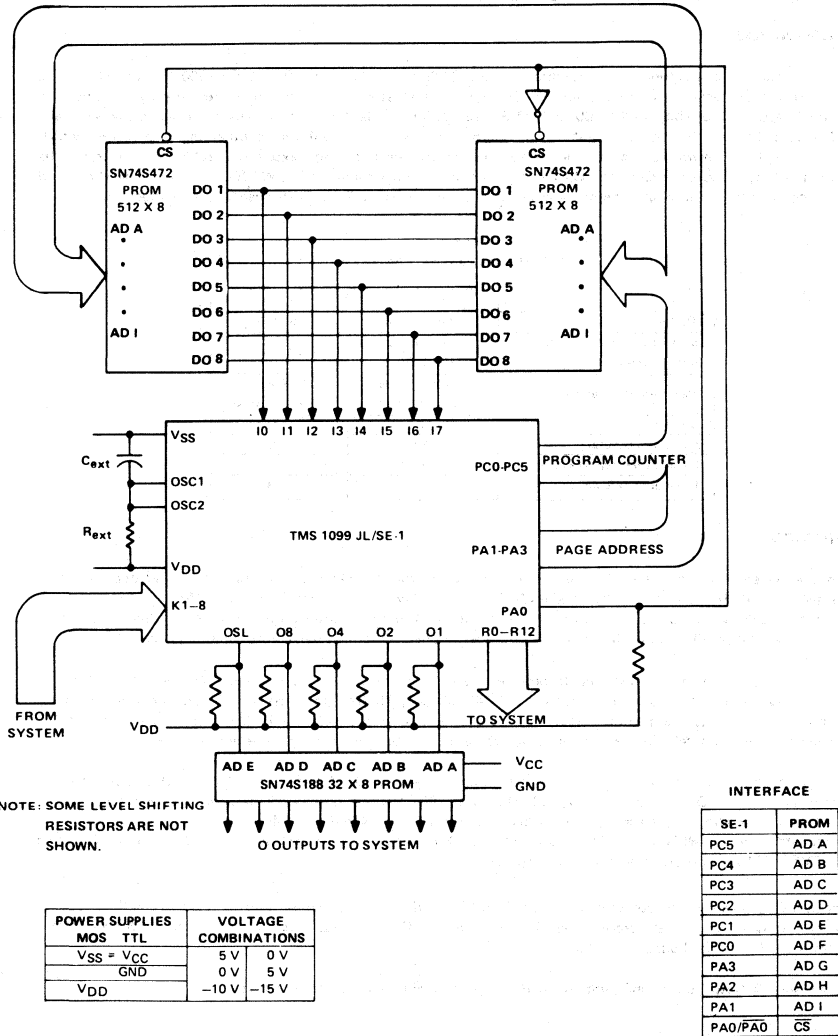 CS
SN74S472
PROM
512 X 8
AD A
AD I
DO 1
DO 2
DO 3
DO 4
DO 5
DO 6
DO 7
DO 8
CS
SN74S472
PROM
512 X 8
AD A
AD I
DO 1
DO 2
DO 3
DO 4
DO 5
DO 6
DO 7
DO 8
I0 I1 I2 I3 I4 I5 I6 I7
VSS
Cext
OSC1
OSC2
Rext
VDD
K1–8
TMS 1099 JL/SE-1
PC0-PC5 PROGRAM COUNTER
PA1-PA3 PAGE ADDRESS
PA0
OSL O8 O4 O2 O1 R0–R12
FROM
SYSTEM
VDD
TO SYSTEM
AD E AD D AD C AD B AD A
SN74S188 32 X 8 PROM
VCC
GND
O OUTPUTS TO SYSTEM
NOTE: SOME LEVEL SHIFTING
RESISTORS ARE NOT
SHOWN.
POWER SUPPLIES VOLTAGE
MOS TTL COMBINATIONS
VSS = VCC 5 V 0 V
GND 0 V 5 V
VDD −10 V −15 V
INTERFACE
SE-1 PROM
PC5 AD A
PC4 AD B
PC3 AD C
PC2 AD D
PC1 AD E
PC0 AD F
PA3 AD G
PA2 AD H
PA1 AD I
PA0/P̅A̅0̅ C̅S̅